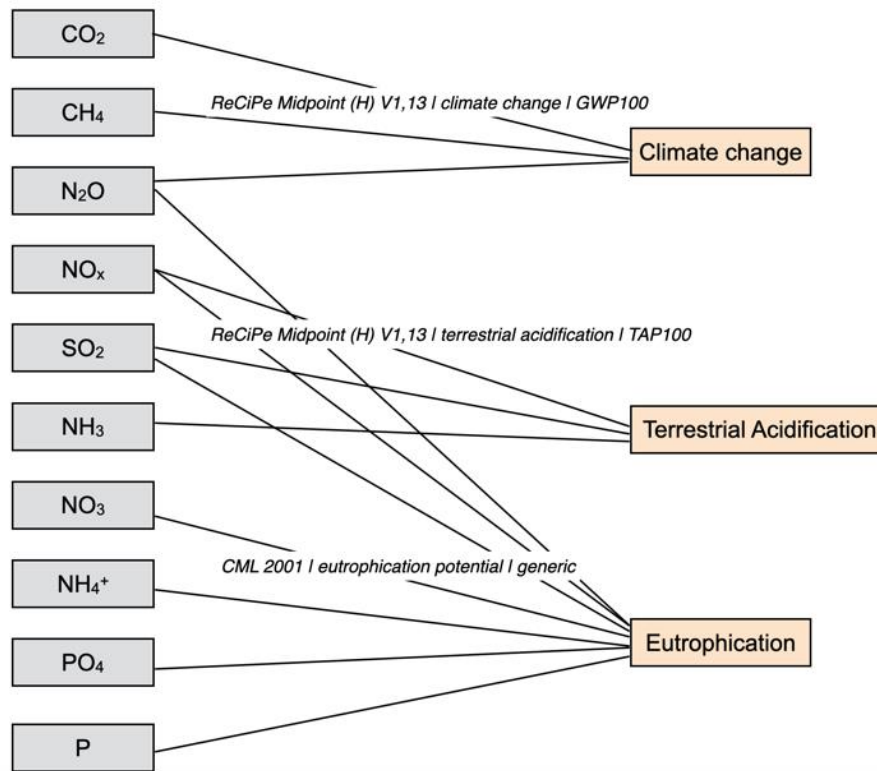 CO₂
ReCiPe Midpoint (H) V1,13 | climate change | GWP100
CH₄
Climate change
N₂O
NOₓ
ReCiPe Midpoint (H) V1,13 | terrestrial acidification | TAP100
SO₂
NH₃
Terrestrial Acidification
NO₃
CML 2001 | eutrophication potential | generic
NH₄⁺
Eutrophication
PO₄
P